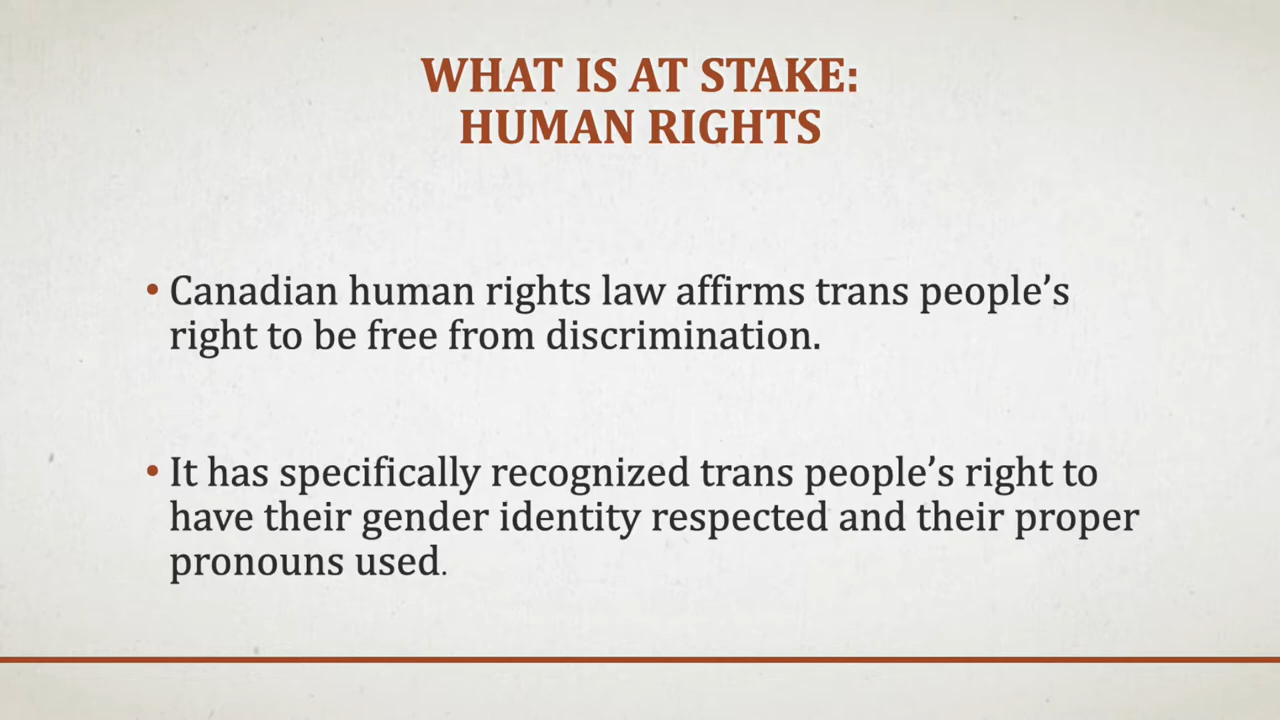 WHAT IS AT STAKE:
HUMAN RIGHTS
• Canadian human rights law affirms trans people’s
right to be free from discrimination.
• It has specifically recognized trans people’s right to
have their gender identity respected and their proper
pronouns used.